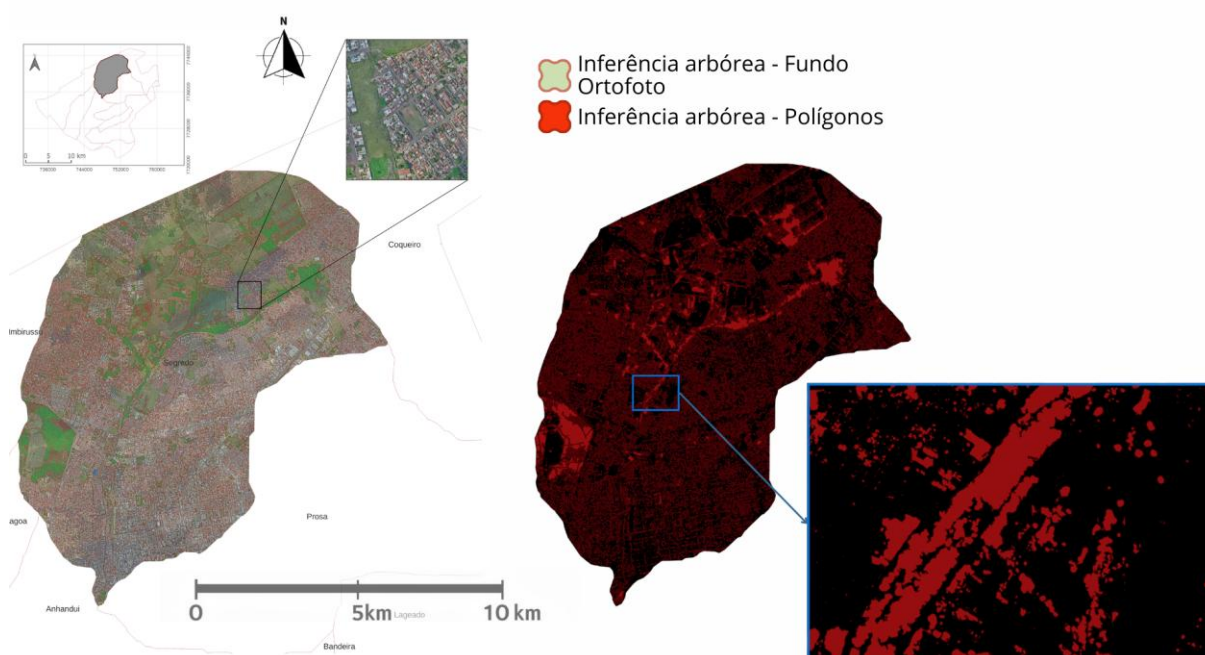 N
Inferência arbórea - Fundo
Ortofoto
Inferência arbórea - Polígonos
0 5 10 km
Coqueiro
Imbirussu
Segredo
Prosa
agoa
Anhandui
Lageado
Bandeira
0 5km 10 km